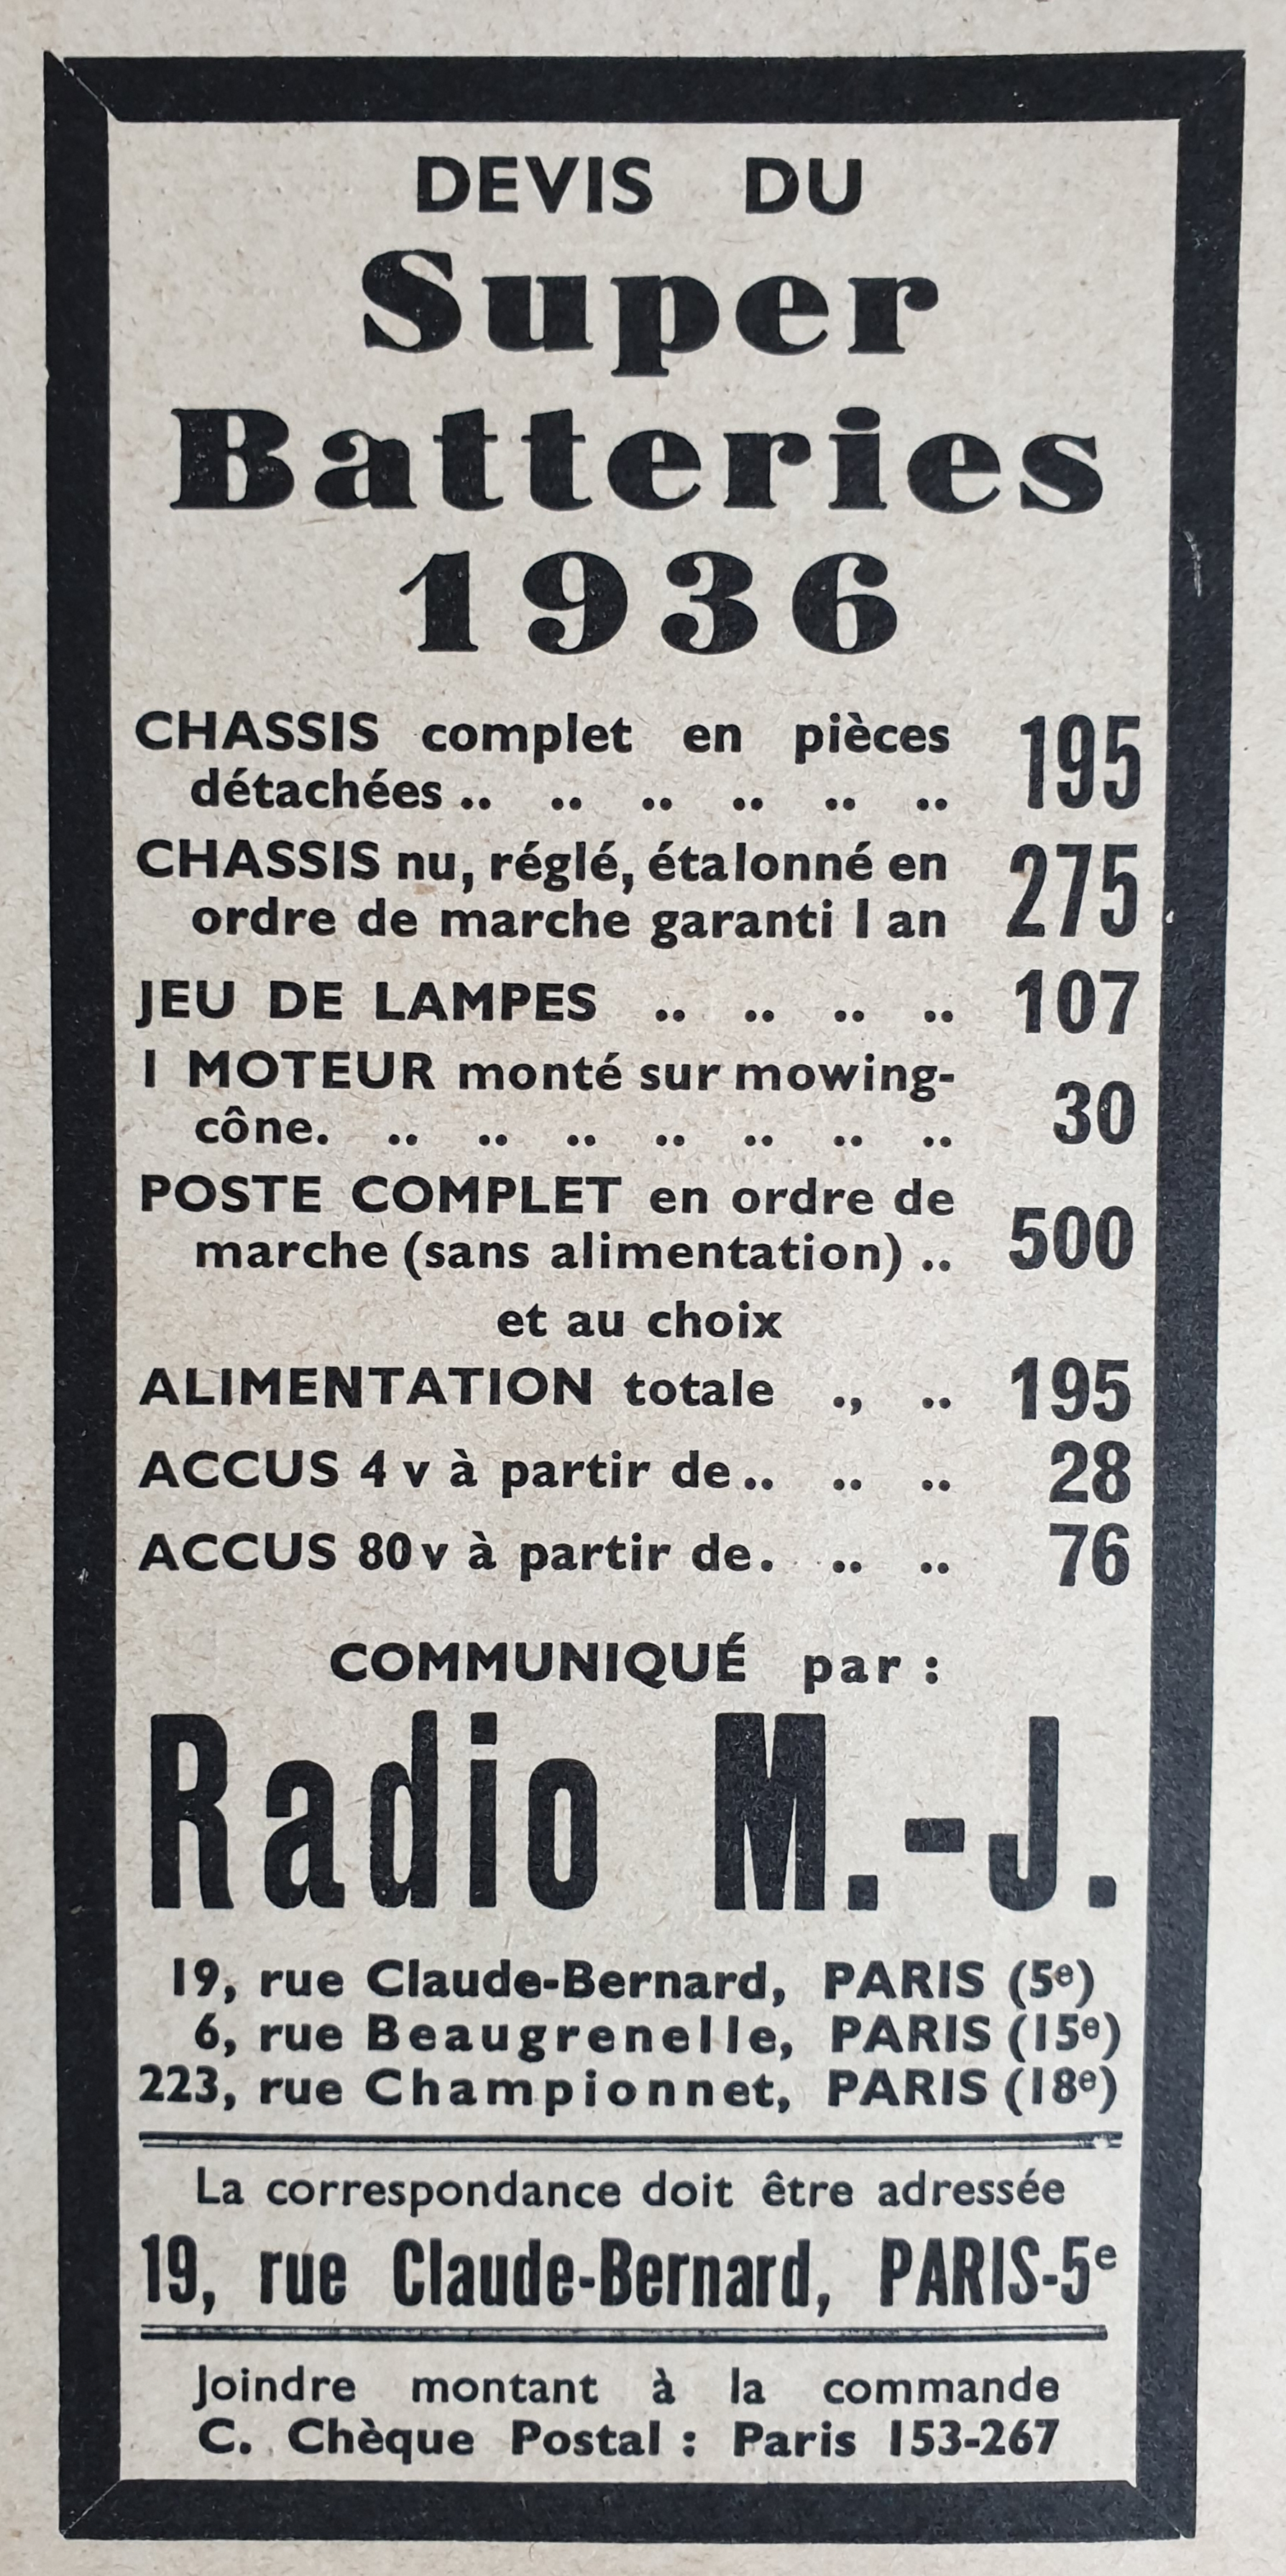 DEVIS DU
Super
Batteries
1936
CHASSIS complet en pièces
détachées .. .. .. .. .. .. 195
CHASSIS nu, réglé, étalonné en
ordre de marche garanti 1 an 275
JEU DE LAMPES .. .. .. .. 107
1 MOTEUR monté sur mowing-
cône. .. .. .. .. .. .. .. 30
POSTE COMPLET en ordre de
marche (sans alimentation) .. 500
et au choix
ALIMENTATION totale ., .. 195
ACCUS 4 v à partir de .. .. .. 28
ACCUS 80 v à partir de. .. .. 76
COMMUNIQUÉ par :
Radio M.-J.
19, rue Claude-Bernard, PARIS (5e)
6, rue Beaugrenelle, PARIS (15e)
223, rue Championnet, PARIS (18e)
La correspondance doit être adressée
19, rue Claude-Bernard, PARIS-5e
Joindre montant à la commande
C. Chèque Postal : Paris 153-267